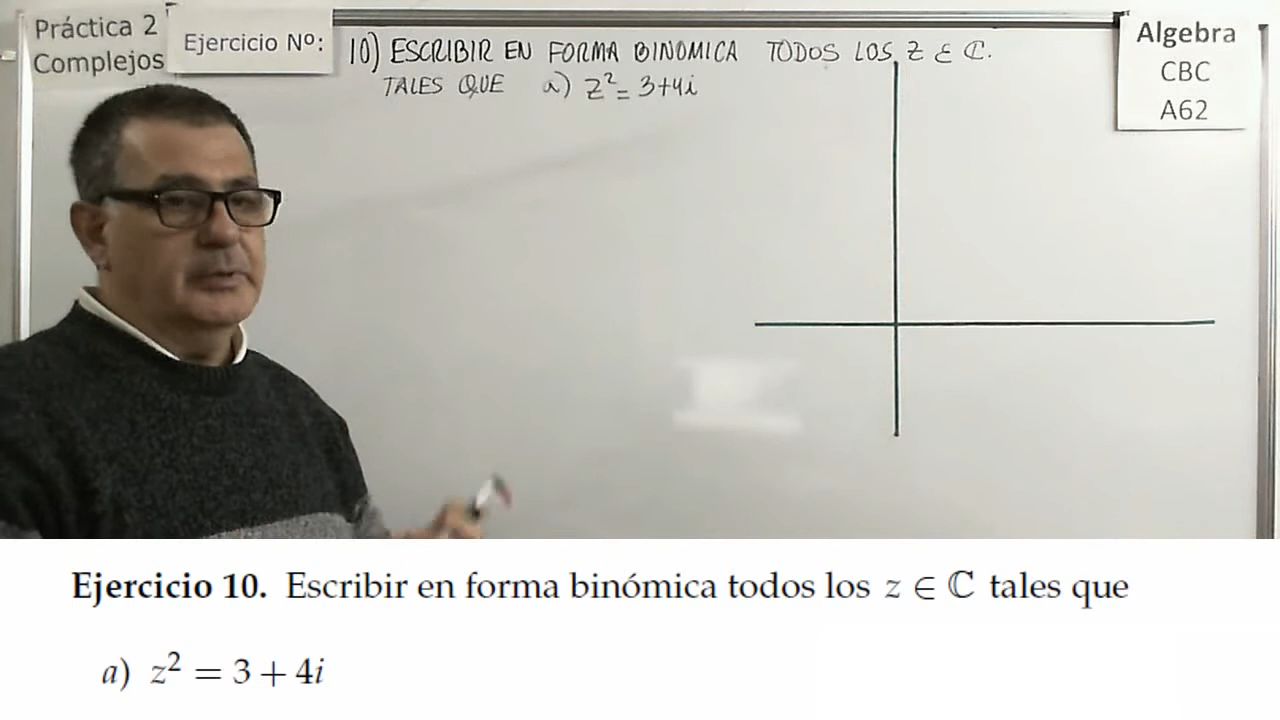 Práctica 2
Complejos
Ejercicio Nº:
10) ESCRIBIR EN FORMA BINOMICA TODOS LOS Z ∈ ℂ.
TALES QUE a) Z² = 3+4i
Algebra
CBC
A62
Ejercicio 10. Escribir en forma binómica todos los z ∈ ℂ tales que
a) z² = 3 + 4i